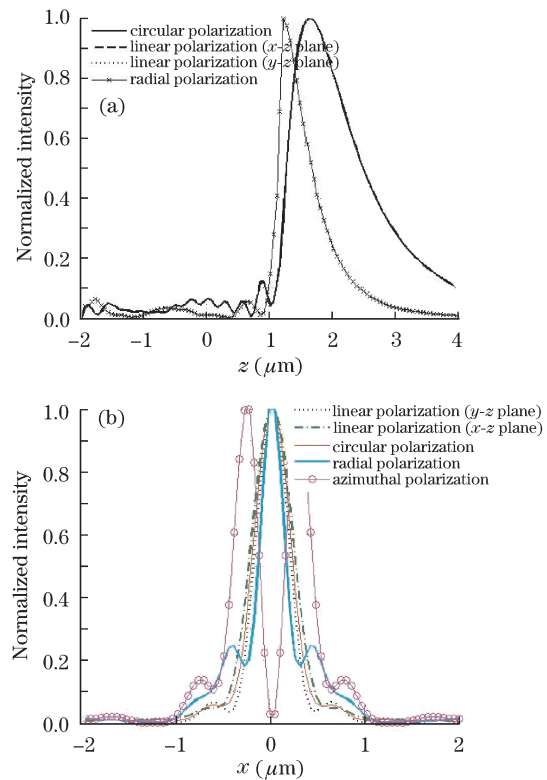 1.0
0.8
0.6
0.4
0.2
0.0
Normalized intensity
circular polarization
linear polarization (x-z plane)
linear polarization (y-z plane)
radial polarization
(a)
−2
−1
0
1
2
3
4
z (μm)
1.0
0.8
0.6
0.4
0.2
0.0
Normalized intensity
(b)
linear polarization (y-z plane)
linear polarization (x-z plane)
circular polarization
radial polarization
azimuthal polarization
−2
−1
0
1
2
x (μm)